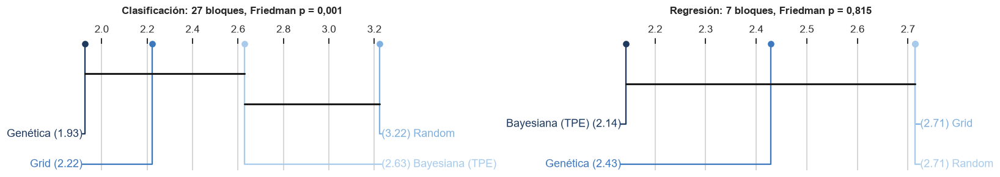 Clasificación: 27 bloques, Friedman p = 0,001
2.0 2.2 2.4 2.6 2.8 3.0 3.2
Genética (1.93)
(3.22) Random
Grid (2.22)
(2.63) Bayesiana (TPE)
Regresión: 7 bloques, Friedman p = 0,815
2.2 2.3 2.4 2.5 2.6 2.7
Bayesiana (TPE) (2.14)
(2.71) Grid
Genética (2.43)
(2.71) Random